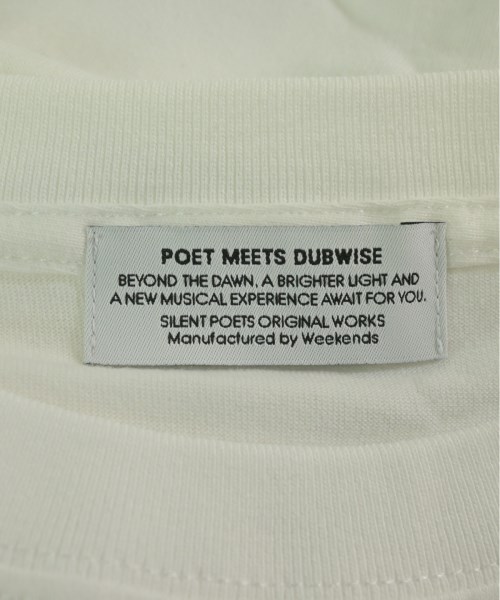 POET MEETS DUBWISE
BEYOND THE DAWN, A BRIGHTER LIGHT AND
A NEW MUSICAL EXPERIENCE AWAIT FOR YOU.
SILENT POETS ORIGINAL WORKS
Manufactured by Weekends